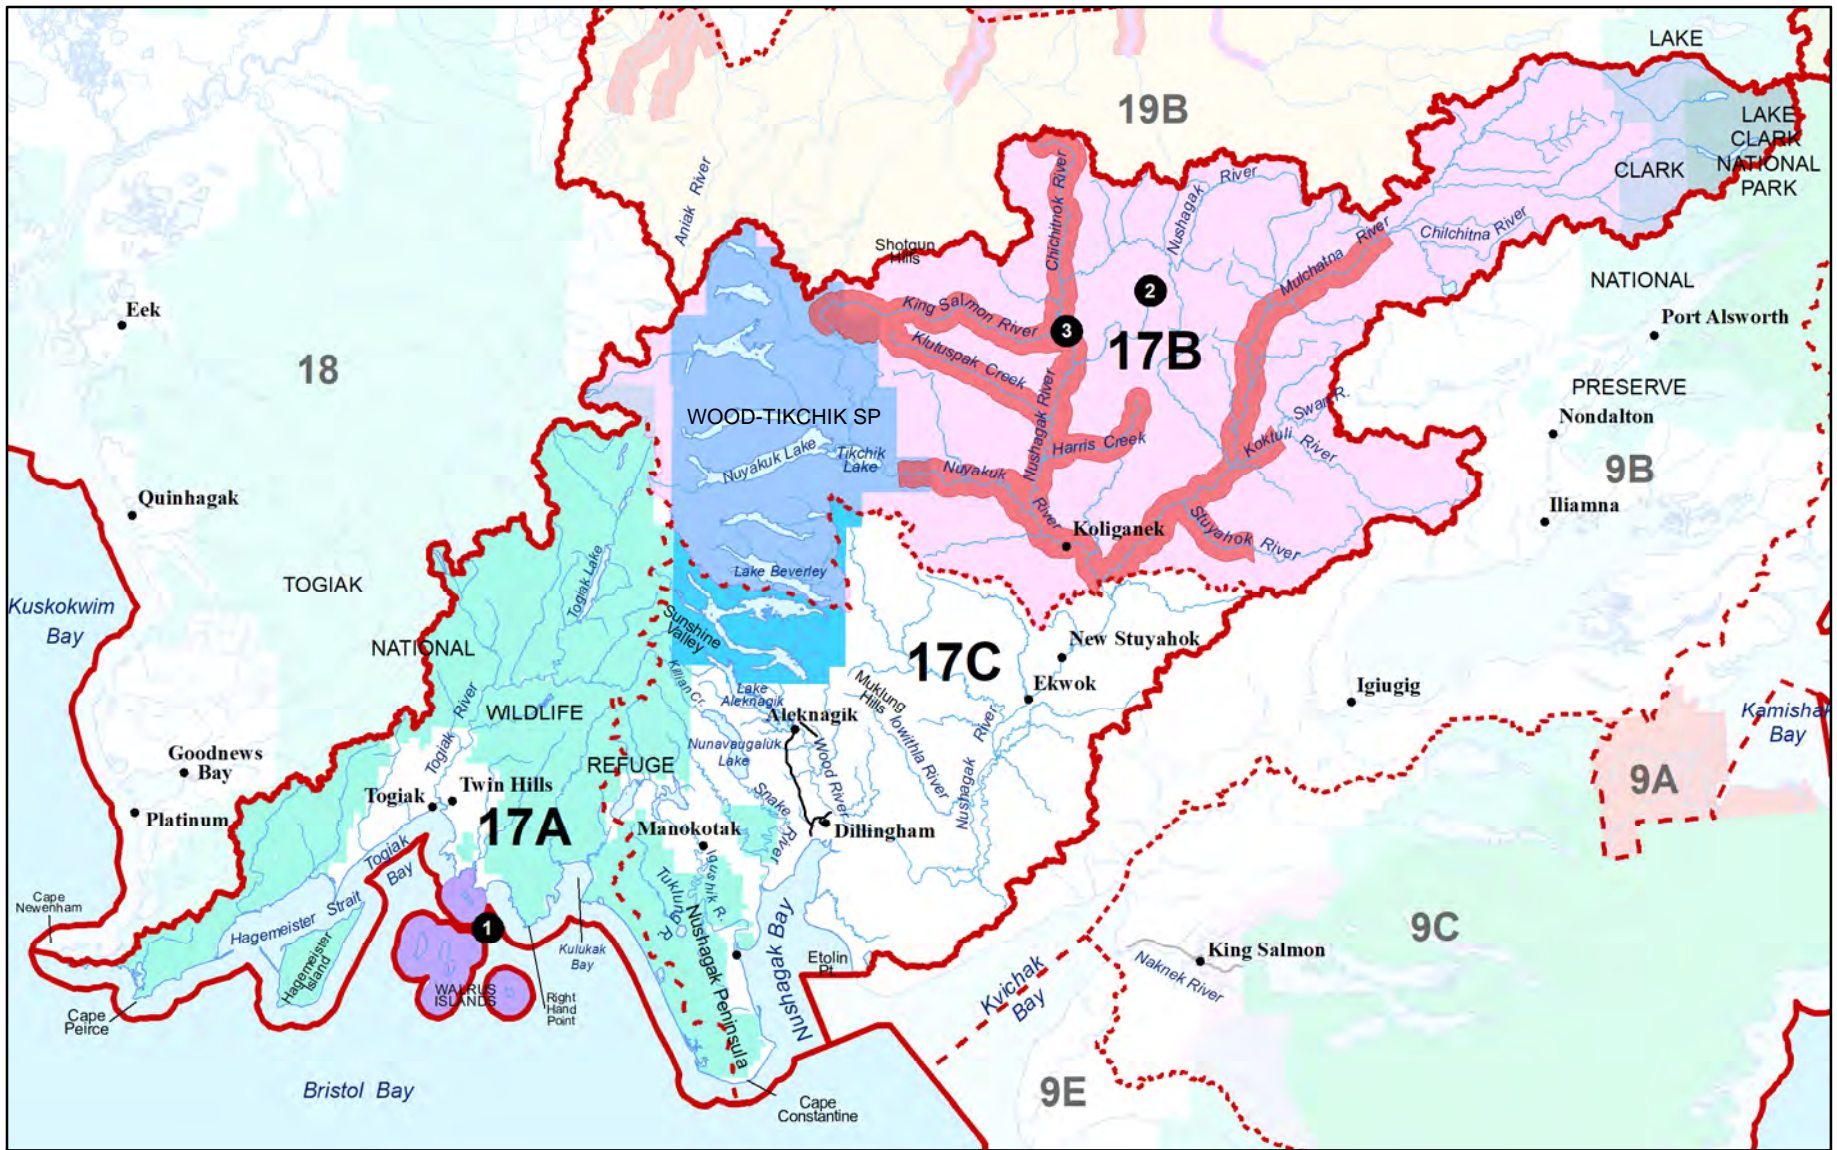 LAKE
19B
LAKE
CLARK
NATIONAL
PARK
CLARK
Aniak River
Chichitnok River
Nushagak River
Mulchatna River
Chilchitna River
Shotgun
Hills
NATIONAL
2
Eek
King Salmon River
3
Port Alsworth
17B
18
Klutuspak Creek
PRESERVE
Nushagak River
Swan R.
WOOD-TIKCHIK SP
Nondalton
Harris Creek
Koktuli River
Nuyakuk Lake
Tikchik
Lake
Nuyakuk River
9B
Quinhagak
Iliamna
Stuyahok River
Koliganek
Togiak Lake
Lake Beverley
TOGIAK
Kuskokwim
Bay
Sunshine
Valley
NATIONAL
New Stuyahok
17C
Killian Cr.
Muklung
Hills
Ekwok
Igiugig
Lake
Aleknagik
Togiak River
WILDLIFE
Aleknagik
Iowithla River
Nushagak River
Kamishak
Bay
Goodnews
Bay
Nunavaugaluk
Lake
Wood River
REFUGE
9A
Twin Hills
Togiak
Snake River
Platinum
17A
Manokotak
Dillingham
Togiak
Bay
Igushik R.
Tuklung R.
Cape
Newenham
Hagemeister Strait
1
Nushagak Peninsula
Nushagak Bay
9C
Kulukak
Bay
Etolin
Pt.
King Salmon
Naknek River
Hagemeister
Island
WALRUS
ISLANDS
Right
Hand
Point
Kvichak
Bay
Cape
Peirce
Bristol Bay
9E
Cape
Constantine